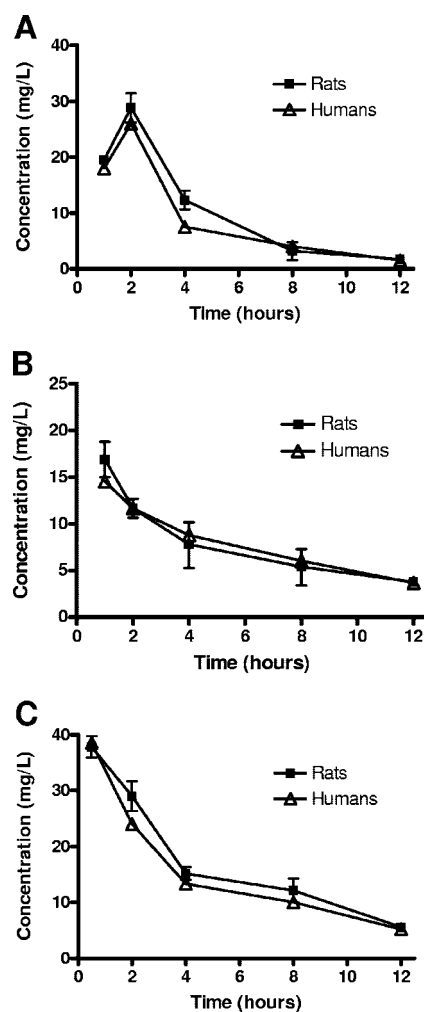 A
Concentration (mg/L)
40
30
20
10
0
Rats
Humans
0 2 4 6 8 10 12
Time (hours)
B
Concentration (mg/L)
25
20
15
10
5
0
Rats
Humans
0 2 4 6 8 10 12
Time (hours)
C
Concentration (mg/L)
40
30
20
10
0
Rats
Humans
0 2 4 6 8 10 12
Time (hours)